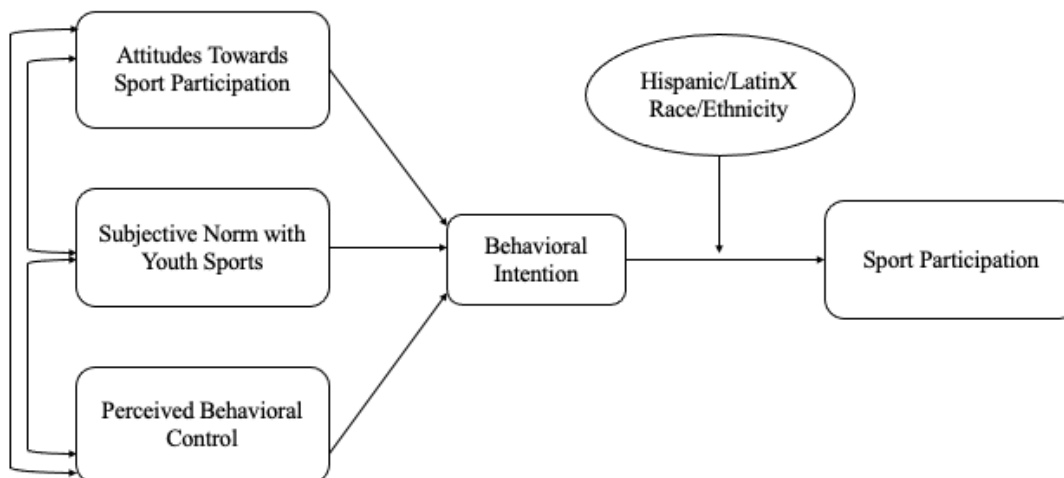 Attitudes Towards
Sport Participation
Hispanic/LatinX
Race/Ethnicity
Subjective Norm with
Youth Sports
Behavioral
Intention
Sport Participation
Perceived Behavioral
Control